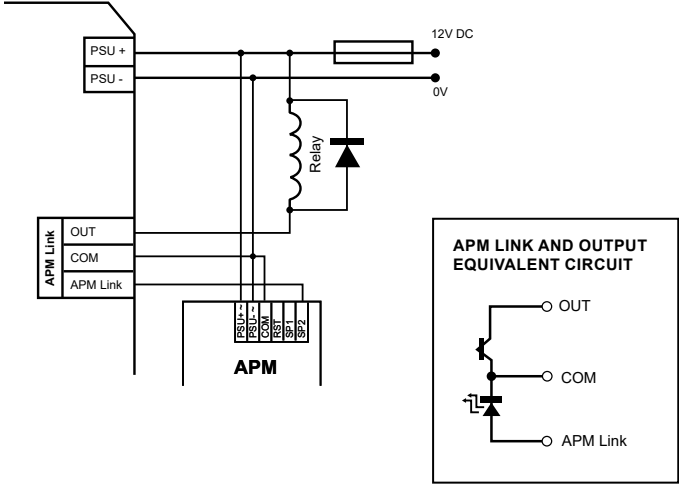 12V DC
PSU +
PSU -
0V
Relay
APM Link
OUT
COM
APM Link
PSU+ ~
PSU- ~
COM
RST
SP1
SP2
APM
APM LINK AND OUTPUT
EQUIVALENT CIRCUIT
OUT
COM
APM Link